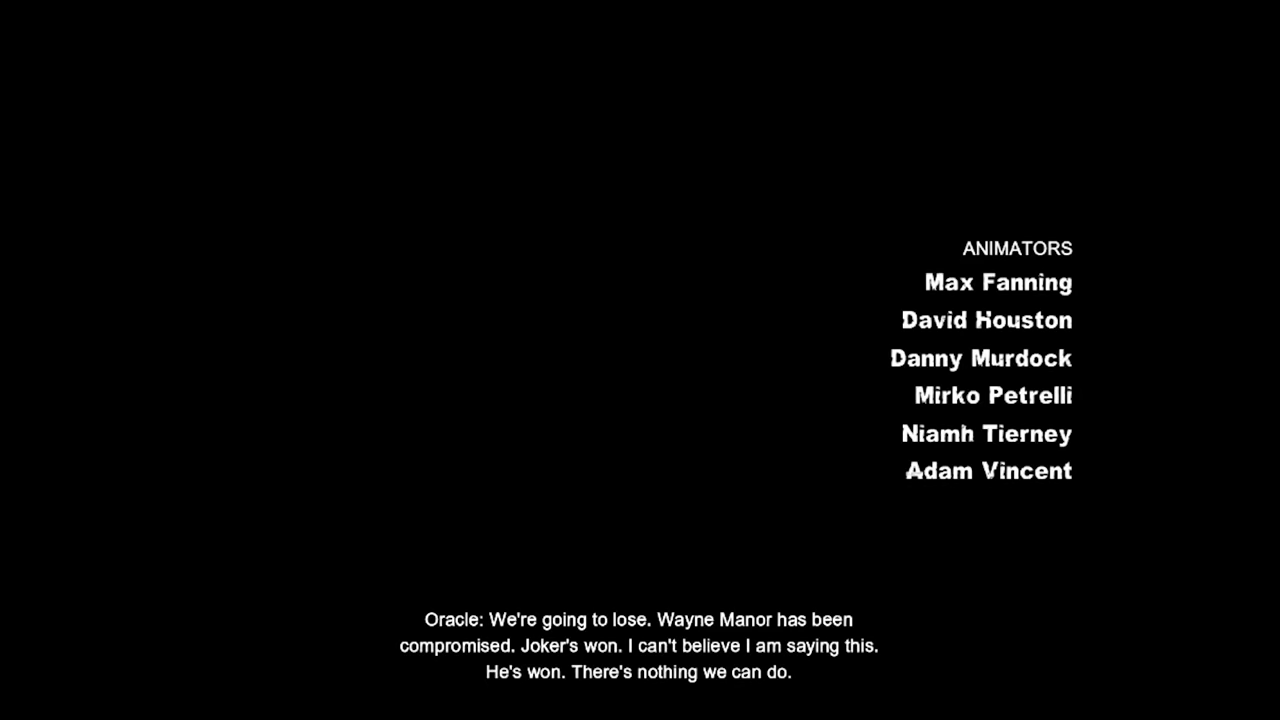 ANIMATORS
Max Fanning
David Houston
Danny Murdock
Mirko Petrelli
Niamh Tierney
Adam Vincent
Oracle: We're going to lose. Wayne Manor has been
compromised. Joker's won. I can't believe I am saying this.
He's won. There's nothing we can do.